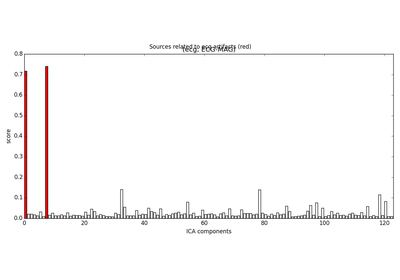 Sources related to ecg artifacts (red)
(ecg, ECG-MAG)
0.8
0.7
0.6
0.5
0.4
0.3
0.2
0.1
0.0
score
0 20 40 60 80 100 120
ICA components